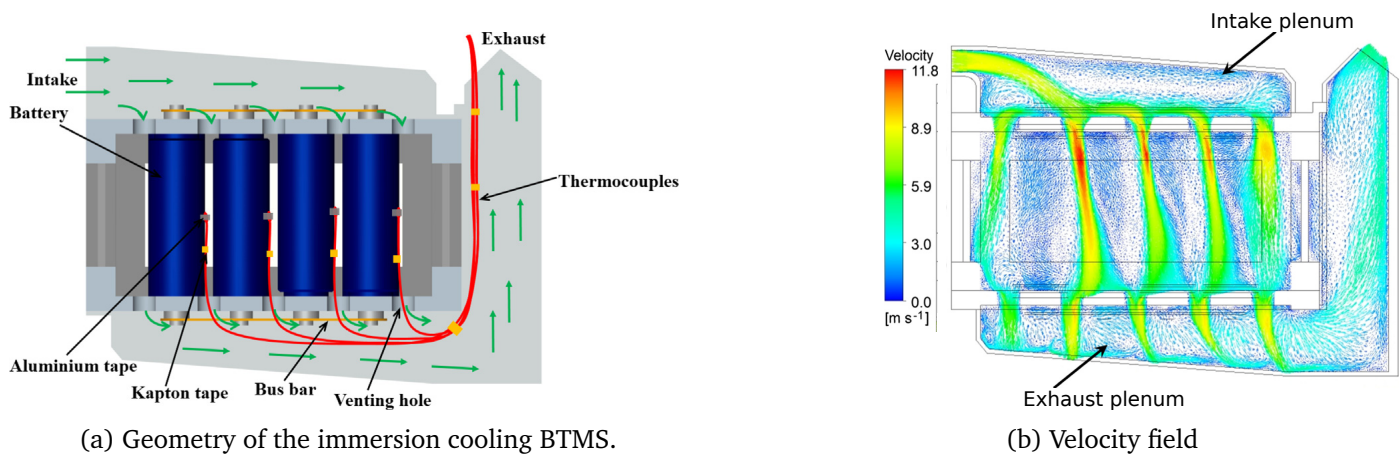 Exhaust
Intake
Battery
Thermocouples
Aluminium tape
Kapton tape
Bus bar
Venting hole
(a) Geometry of the immersion cooling BTMS.
Intake plenum
Velocity
11.8
8.9
5.9
3.0
0.0
[m s⁻¹]
Exhaust plenum
(b) Velocity field